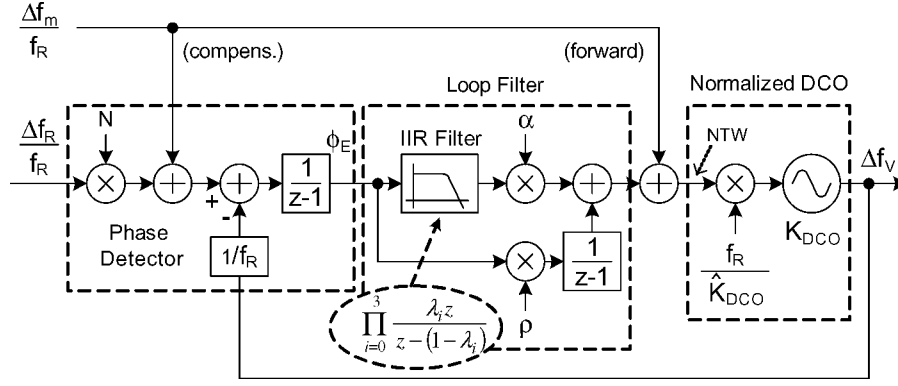 Δf_m
f_R
(compens.)
(forward)
Loop Filter
Normalized DCO
Δf_R
f_R
N
ϕ_E
IIR Filter
α
NTW
Δf_V
×
+
+
-
+
1
z-1
×
+
+
×
K_DCO
Phase
Detector
1/f_R
×
1
z-1
f_R
K̂_DCO
ρ
∏_{i=0}^{3} λ_i z / (z − (1 − λ_i))